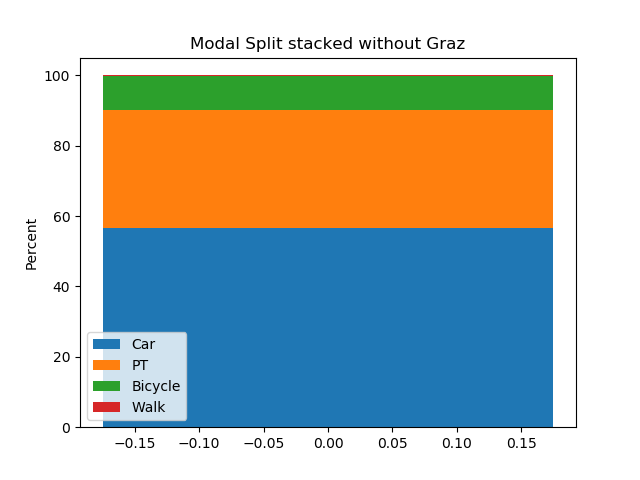 Modal Split stacked without Graz
Percent
100
80
60
40
20
0
Car
PT
Bicycle
Walk
−0.15 −0.10 −0.05 0.00 0.05 0.10 0.15